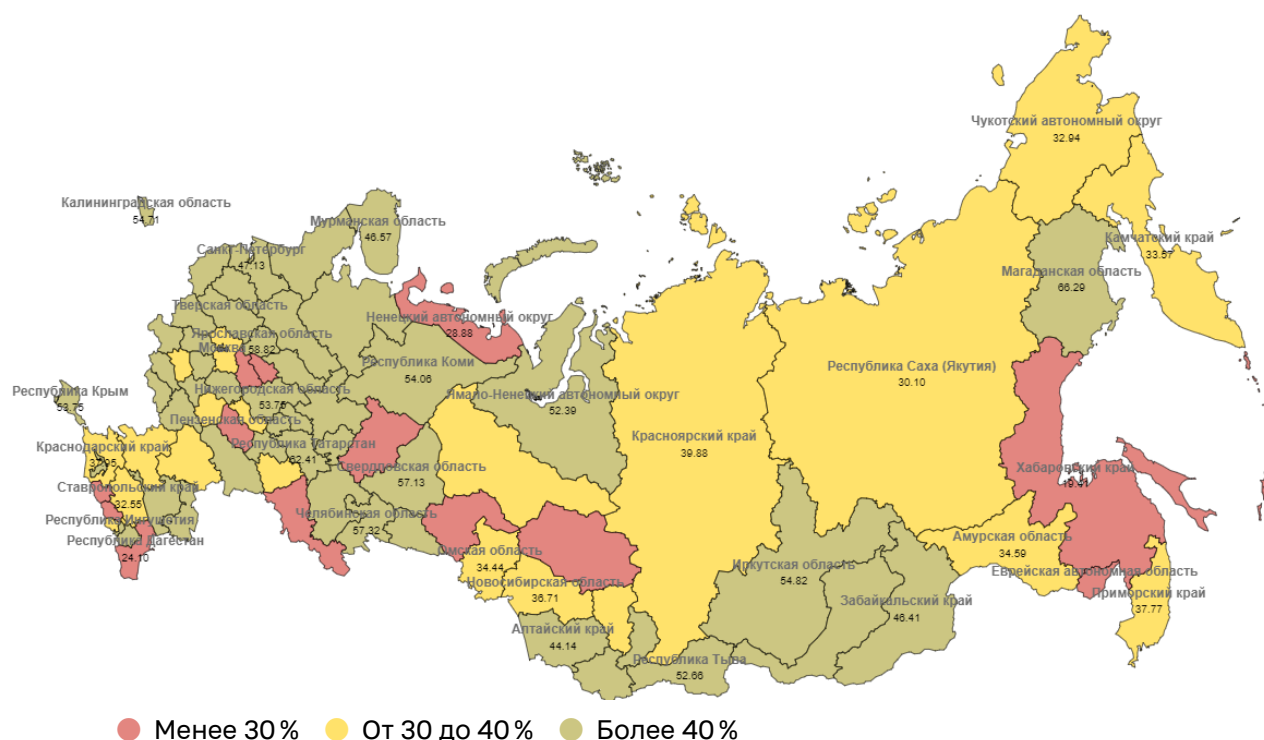 Чукотский автономный округ
32.94
Калининградская область
54.71
Мурманская область
46.57
Камчатский край
33.57
Санкт-Петербург
47.13
Магаданская область
66.29
Тверская область
Ненецкий автономный округ
28.88
Ярославская область
58.82
Москва
Республика Коми
54.06
Республика Саха (Якутия)
30.10
Республика Крым
53.75
Нижегородская область
53.75
Ямало-Ненецкий автономный округ
52.39
Пензенская область
Красноярский край
39.88
Республика Татарстан
62.41
Краснодарский край
37.95
Свердловская область
57.13
Хабаровский край
19.41
Ставропольский край
32.55
Челябинская область
57.32
Республика Ингушетия
Республика Дагестан
24.10
Амурская область
34.59
Омская область
34.44
Иркутская область
54.82
Еврейская автономная область
Новосибирская область
36.71
Приморский край
37.77
Забайкальский край
46.41
Алтайский край
44.14
Республика Тыва
52.66
Менее 30 %
От 30 до 40 %
Более 40 %